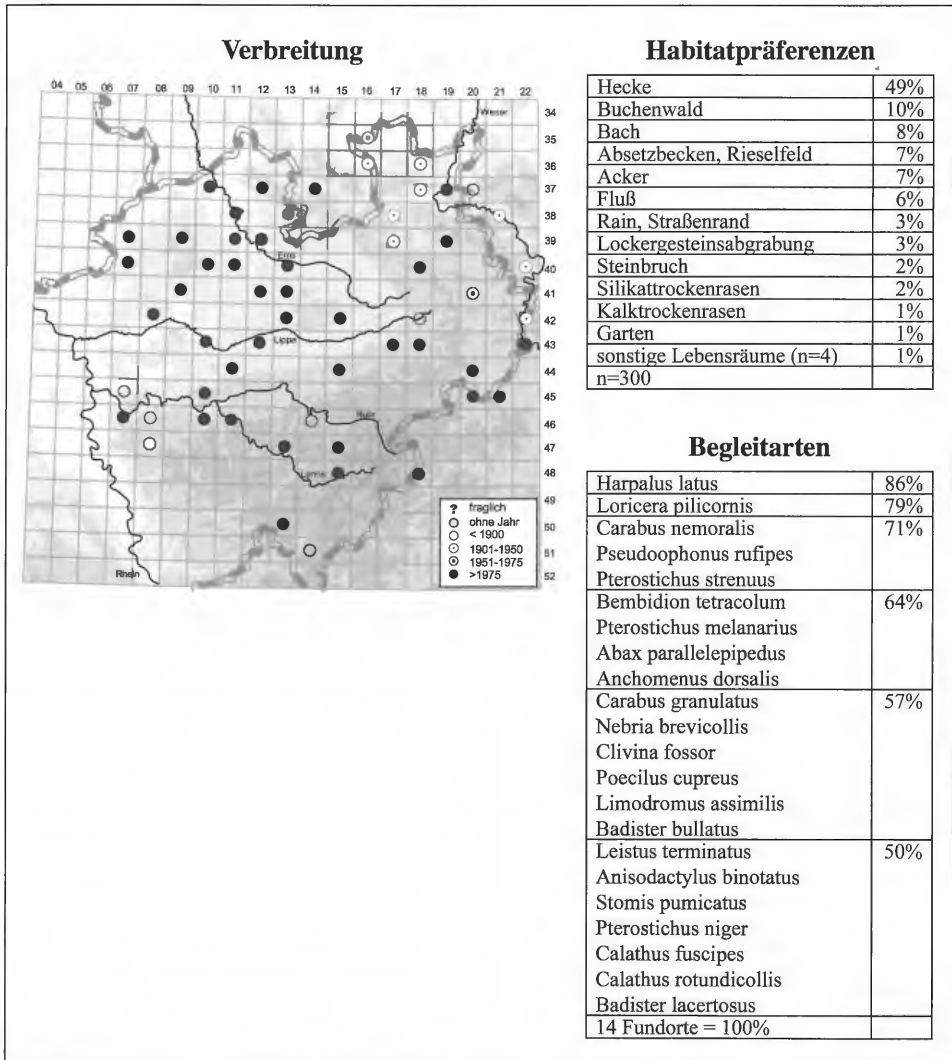 Verbreitung
04 05 06 07 08 09 10 11 12 13 14 15 16 17 18 19 20 21 22
34
Weser
35
36
37
38
39
Ems
40
41
42
Lippe
43
44
45
Ruhr
46
47
Lenne
48
49
50
51
Rhein
52
? fraglich
ohne Jahr
< 1900
1901-1950
1951-1975
>1975
Habitatpräferenzen
Hecke 49%
Buchenwald 10%
Bach 8%
Absetzbecken, Rieselfeld 7%
Acker 7%
Fluß 6%
Rain, Straßenrand 3%
Lockergesteinsabgrabung 3%
Steinbruch 2%
Silikattrockenrasen 2%
Kalktrockenrasen 1%
Garten 1%
sonstige Lebensräume (n=4) 1%
n=300
Begleitarten
Harpalus latus 86%
Loricera pilicornis 79%
Carabus nemoralis 71%
Pseudoophonus rufipes
Pterostichus strenuus
Bembidion tetracolum 64%
Pterostichus melanarius
Abax parallelepipedus
Anchomenus dorsalis
Carabus granulatus 57%
Nebria brevicollis
Clivina fossor
Poecilus cupreus
Limodromus assimilis
Badister bullatus
Leistus terminatus 50%
Anisodactylus binotatus
Stomis pumicatus
Pterostichus niger
Calathus fuscipes
Calathus rotundicollis
Badister lacertosus
14 Fundorte = 100%